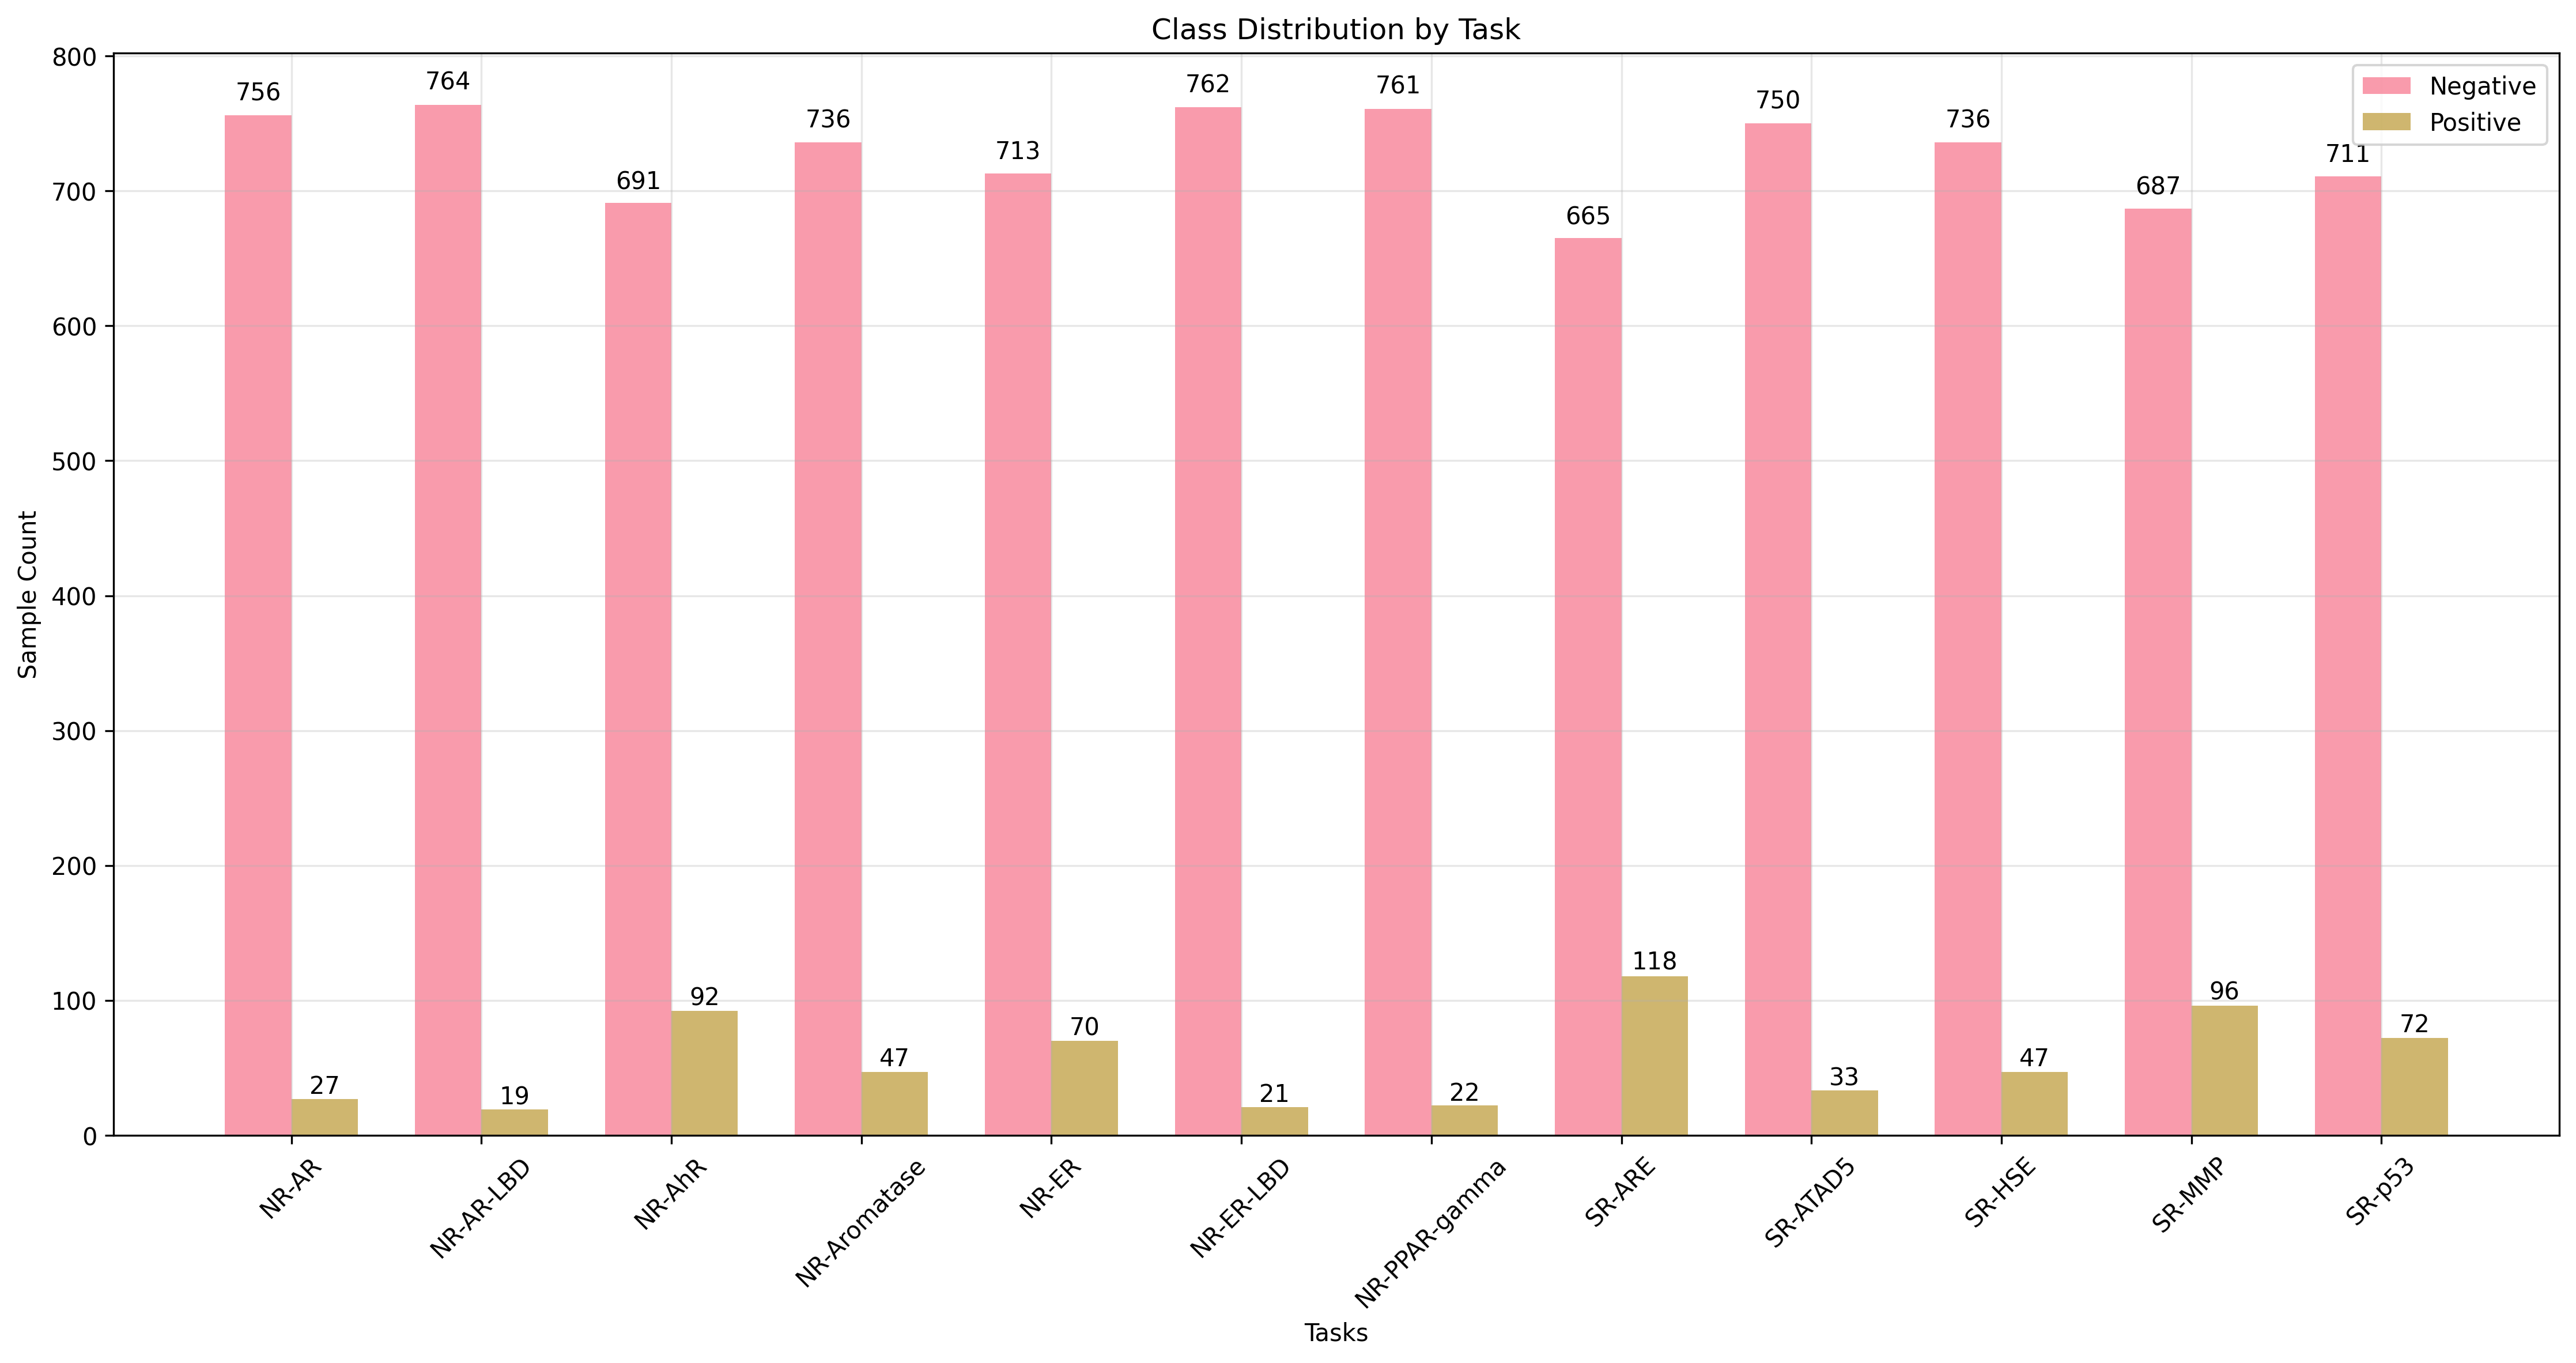 Class Distribution by Task
Sample Count
800
700
600
500
400
300
200
100
0
756
764
691
736
713
762
761
665
750
736
687
711
27
19
92
47
70
21
22
118
33
47
96
72
Negative
Positive
NR-AR
NR-AR-LBD
NR-AhR
NR-Aromatase
NR-ER
NR-ER-LBD
NR-PPAR-gamma
SR-ARE
SR-ATAD5
SR-HSE
SR-MMP
SR-p53
Tasks